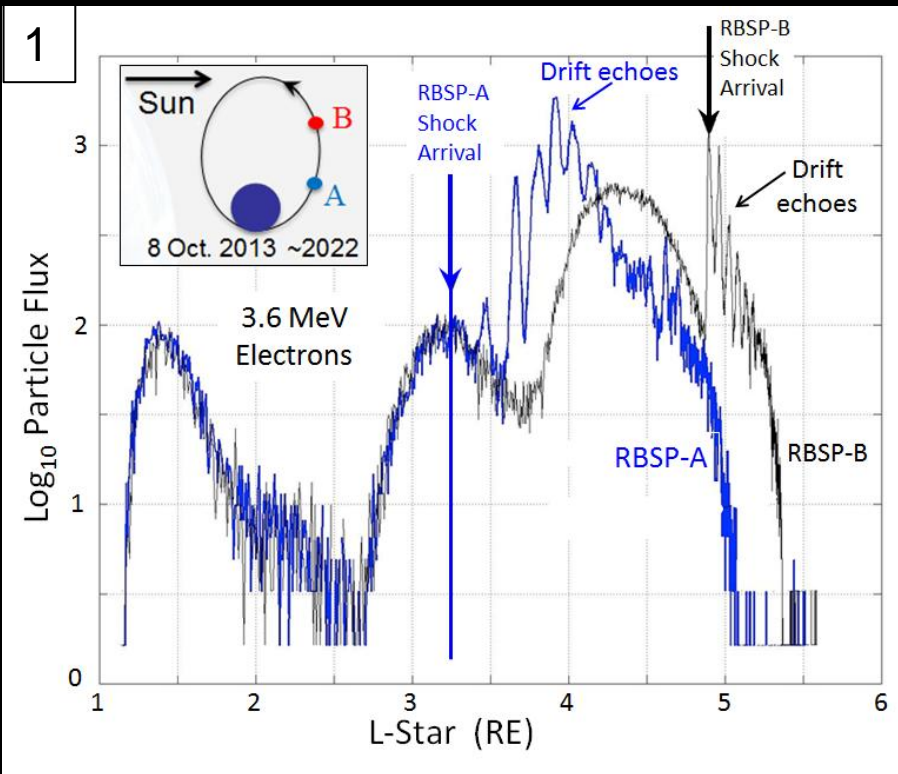 1
RBSP-B
Shock
Arrival
Drift echoes
RBSP-A
Shock
Arrival
Sun
B
A
8 Oct. 2013 ~2022
Drift
echoes
3.6 MeV
Electrons
RBSP-A
RBSP-B
Log10 Particle Flux
3
2
1
0
1 2 3 4 5 6
L-Star (RE)